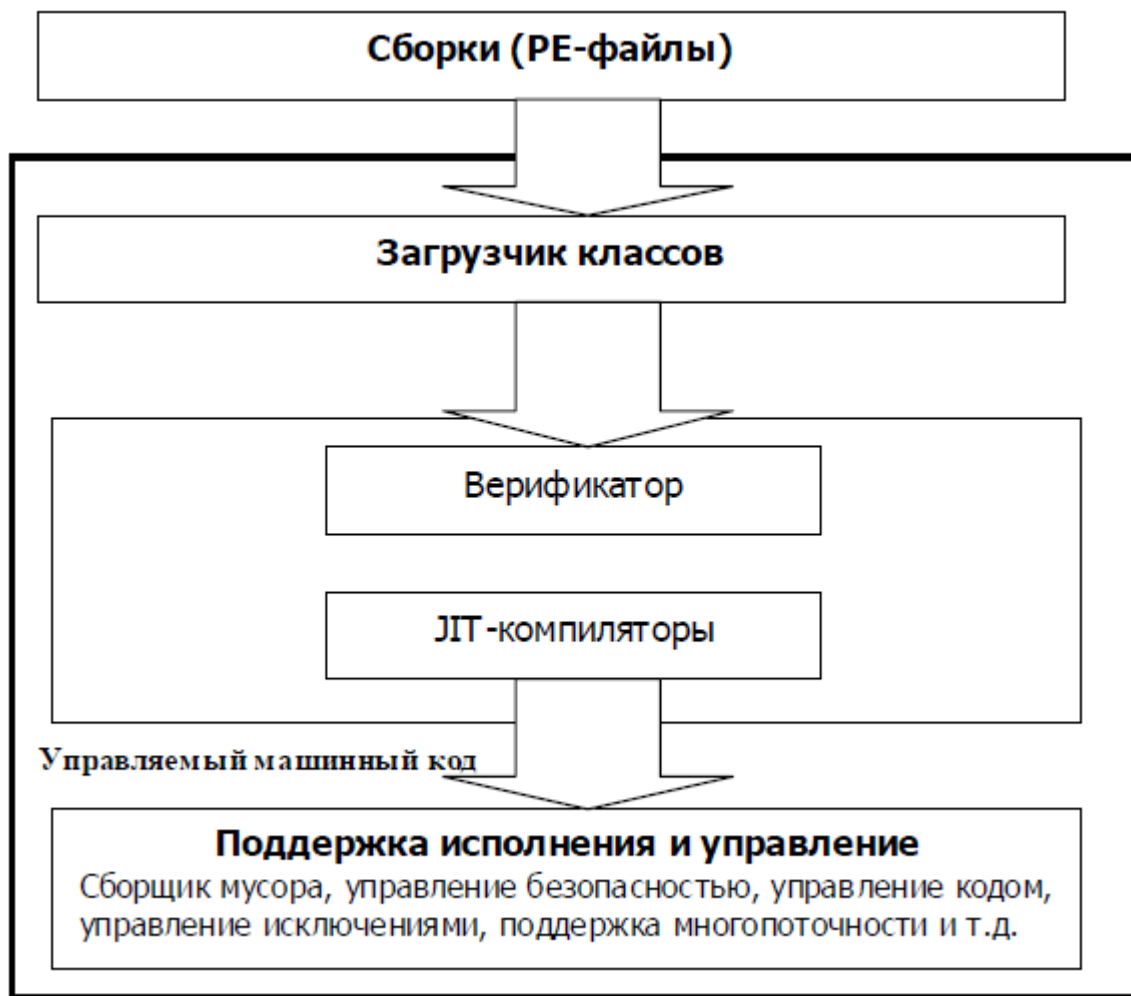 Сборки (PE-файлы)
Загрузчик классов
Верификатор
JIT-компиляторы
Управляемый машинный код
Поддержка исполнения и управление
Сборщик мусора, управление безопасностью, управление кодом,
управление исключениями, поддержка многопоточности и т.д.